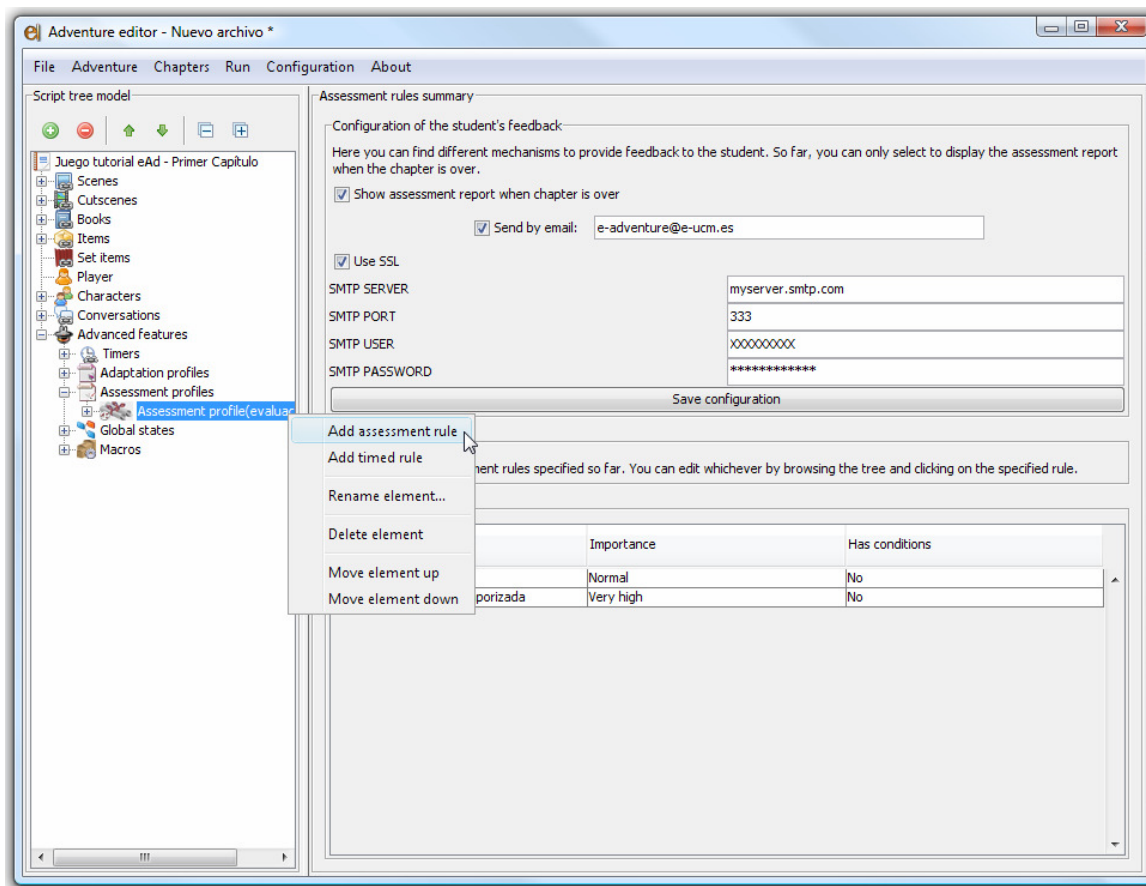 Adventure editor - Nuevo archivo *
File Adventure Chapters Run Configuration About
Script tree model
Juego tutorial eAd - Primer Capítulo
Scenes
Cutscenes
Books
Items
Set items
Player
Characters
Conversations
Advanced features
Timers
Adaptation profiles
Assessment profiles
Assessment profile(evaluac
Global states
Macros
Add assessment rule
Add timed rule
Rename element...
Delete element
Move element up
Move element down
Assessment rules summary
Configuration of the student's feedback
Here you can find different mechanisms to provide feedback to the student. So far, you can only select to display the assessment report
when the chapter is over.
Show assessment report when chapter is over
Send by email: e-adventure@e-ucm.es
Use SSL
SMTP SERVER myserver.smtp.com
SMTP PORT 333
SMTP USER XXXXXXXXX
SMTP PASSWORD ************
Save configuration
ent rules specified so far. You can edit whichever by browsing the tree and clicking on the specified rule.
Importance Has conditions
Normal No
porizada Very high No